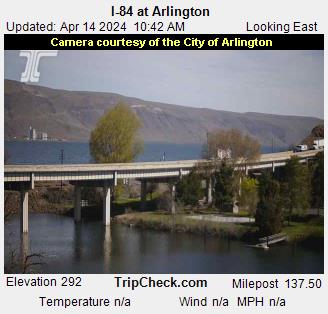 I-84 at Arlington
Updated: Apr 14 2024 10:42 AM Looking East
Camera courtesy of the City of Arlington
Elevation 292 TripCheck.com Milepost 137.50
Temperature n/a Wind n/a MPH n/a